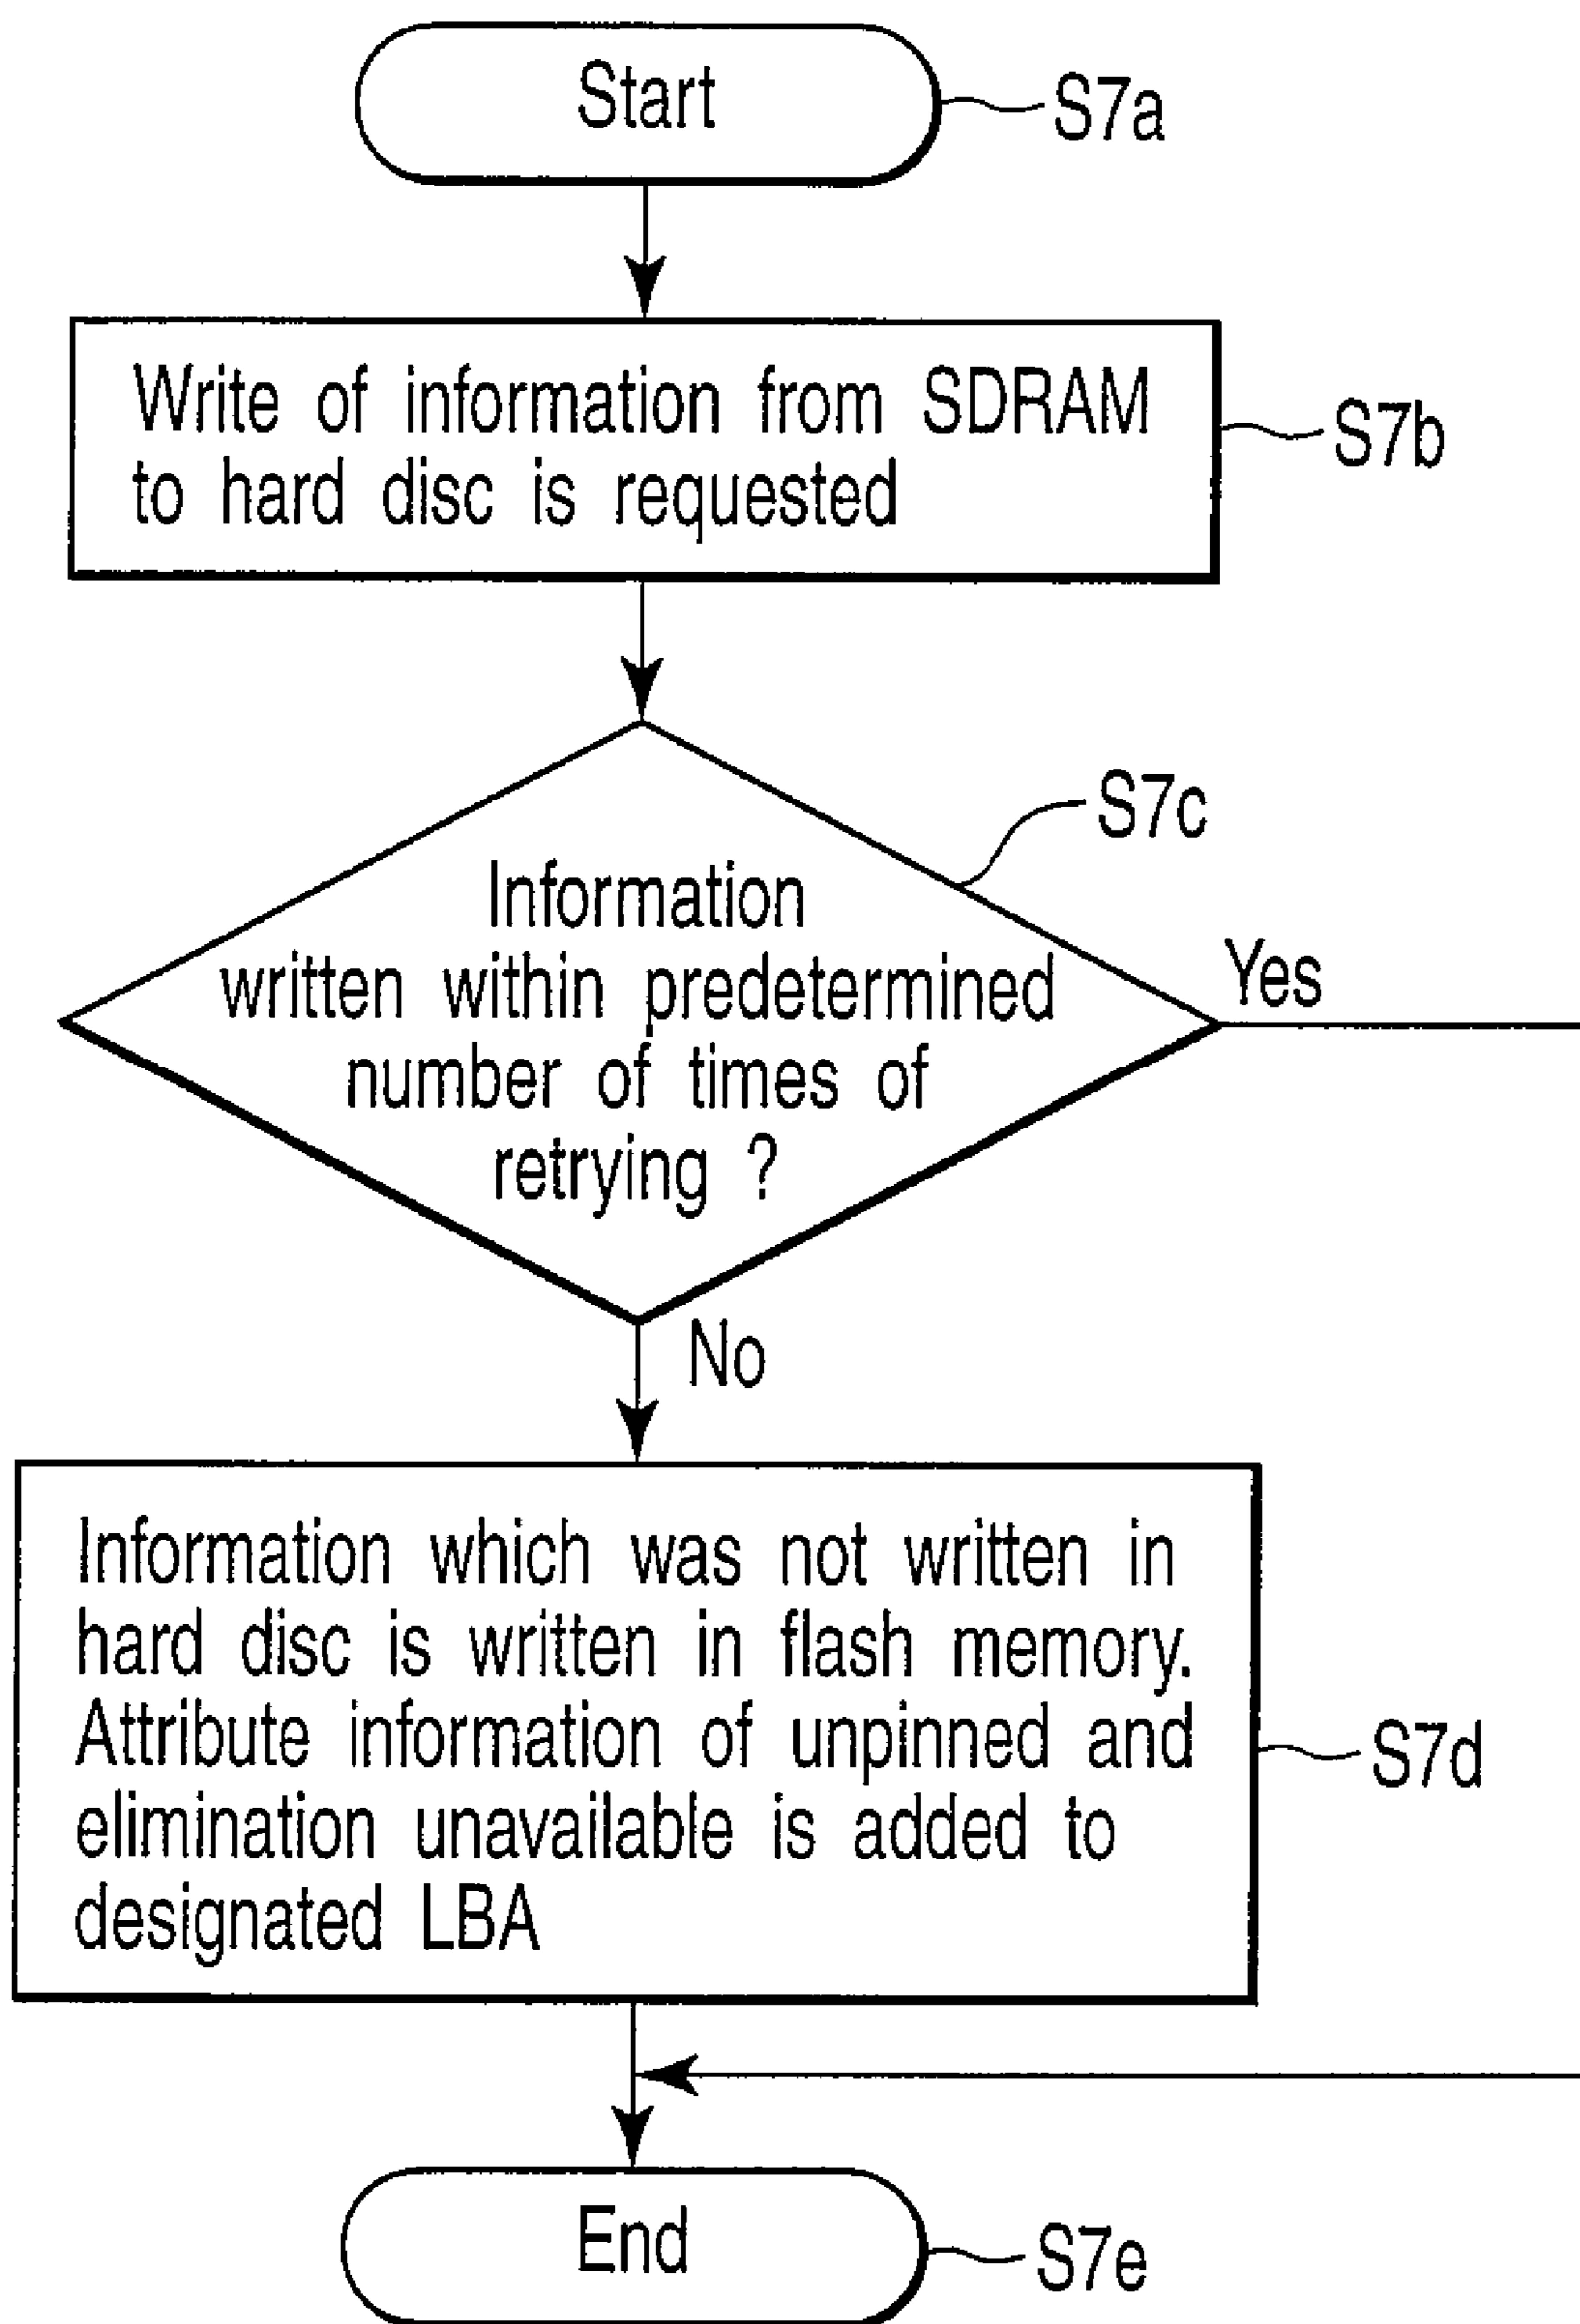 Start
S7a
Write of information from SDRAM
to hard disc is requested
S7b
S7c
Information
written within predetermined
number of times of
retrying ?
Yes
No
Information which was not written in
hard disc is written in flash memory.
Attribute information of unpinned and
elimination unavailable is added to
designated LBA
S7d
End
S7e